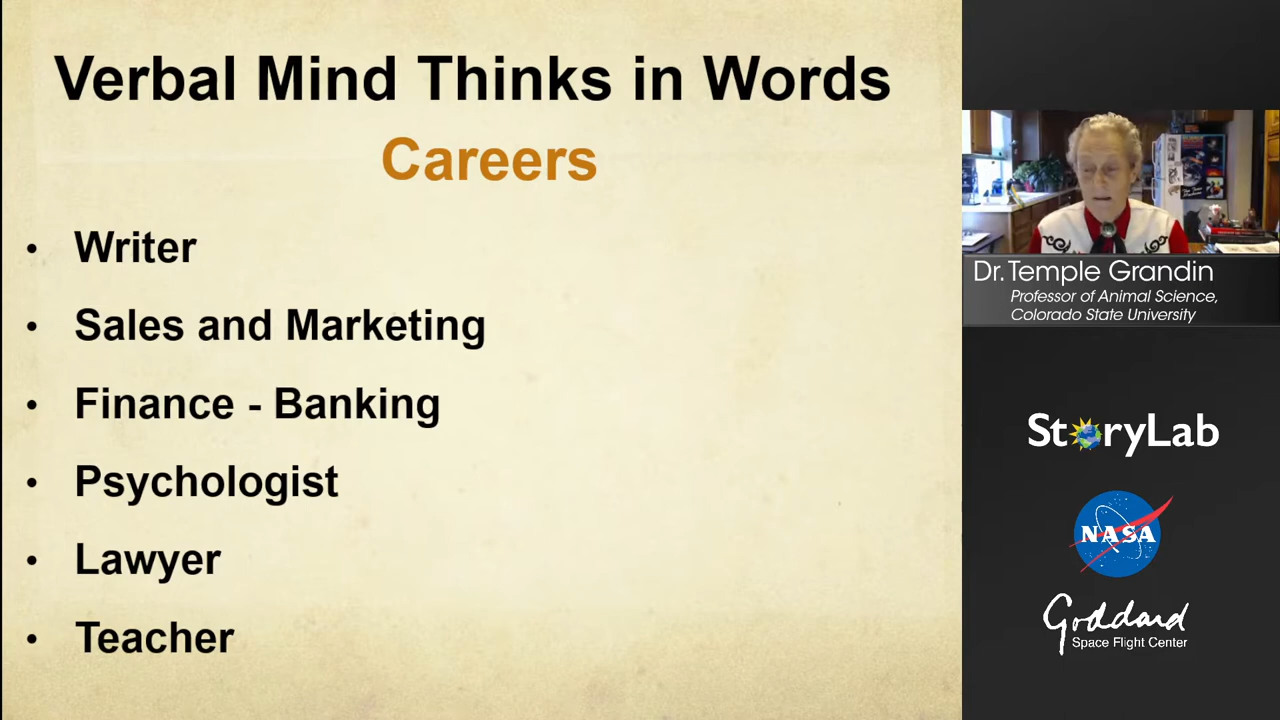 Verbal Mind Thinks in Words
Careers
• Writer
• Sales and Marketing
• Finance - Banking
• Psychologist
• Lawyer
• Teacher
Dr. Temple Grandin
Professor of Animal Science,
Colorado State University
StoryLab
NASA
Goddard
Space Flight Center